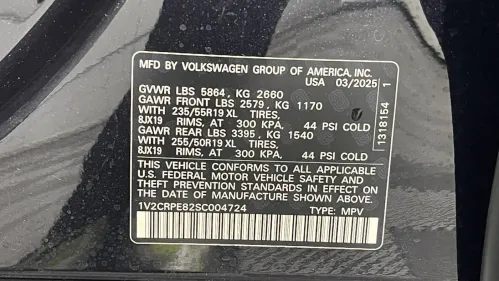 MFD BY VOLKSWAGEN GROUP OF AMERICA, INC.
USA 03/2025
GVWR LBS 5864, KG 2660
GAWR FRONT LBS 2579, KG 1170
WITH 235/55R19 XL TIRES,
8JX19 RIMS, AT 300 KPA, 44 PSI COLD
GAWR REAR LBS 3395, KG 1540
WITH 255/50R19 XL TIRES,
8JX19 RIMS, AT 300 KPA, 44 PSI COLD
THIS VEHICLE CONFORMS TO ALL APPLICABLE
U.S. FEDERAL MOTOR VEHICLE SAFETY AND
THEFT PREVENTION STANDARDS IN EFFECT ON
THE DATE OF MANUFACTURE SHOWN ABOVE.
1V2CRPE82SC004724 TYPE: MPV
1318154 1